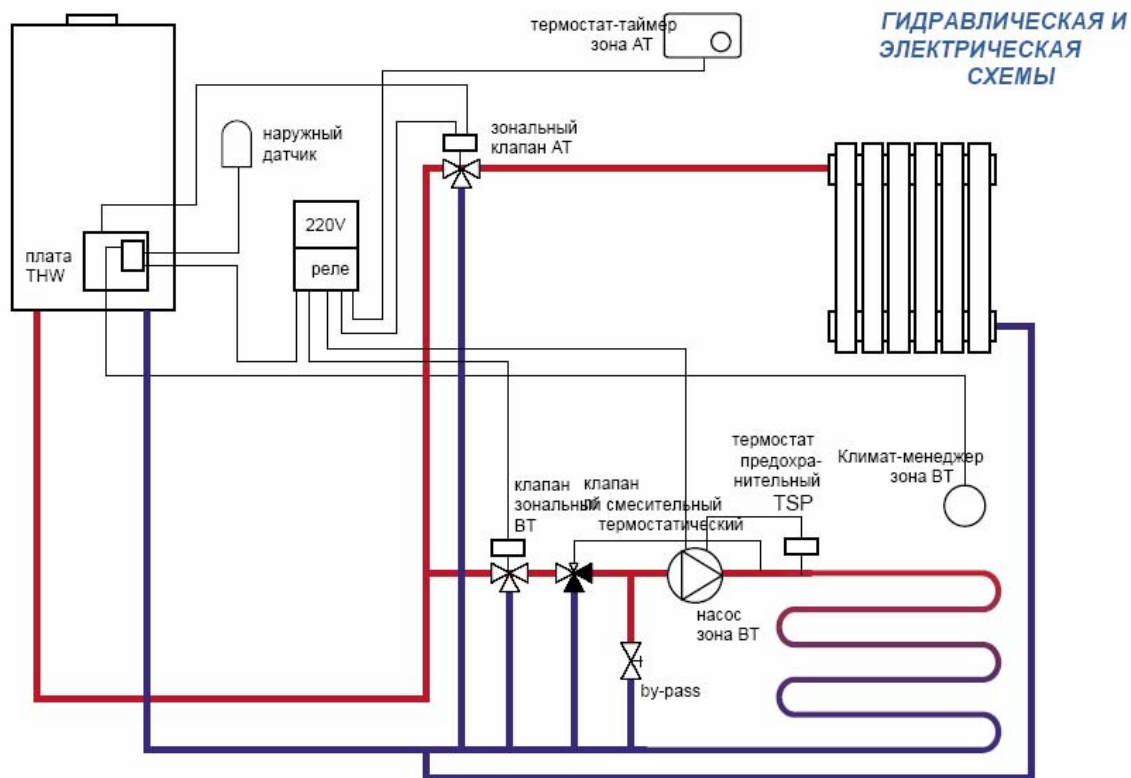 ГИДРАВЛИЧЕСКАЯ И
ЭЛЕКТРИЧЕСКАЯ
СХЕМЫ
термостат-таймер
зона АТ
наружный
датчик
зональный
клапан АТ
220V
реле
плата
THW
термостат
предохра-
нительный
TSP
Климат-менеджер
зона ВТ
клапан
зональный
ВТ
клапан
смесительный
термостатический
насос
зона ВТ
by-pass